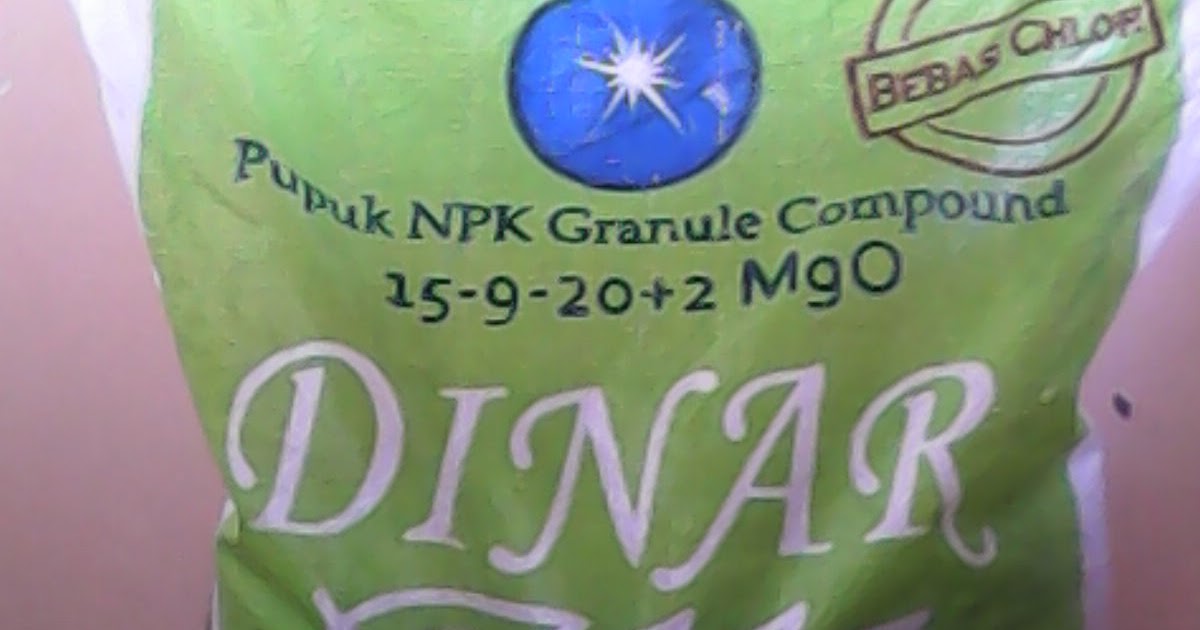 BEBAS CHLOR
Pupuk NPK Granule Compound
15-9-20+2 MgO
DINAR